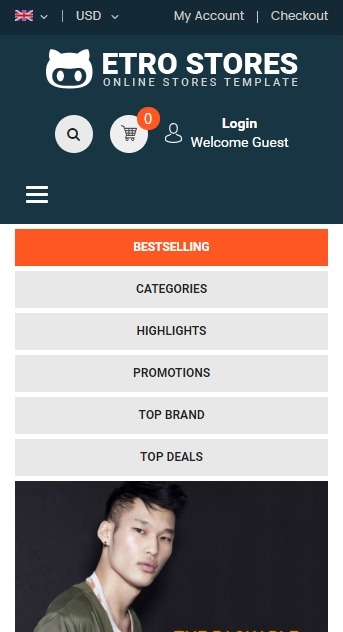 USD
My Account | Checkout
ETRO STORES
ONLINE STORES TEMPLATE
0
Login
Welcome Guest
BESTSELLING
CATEGORIES
HIGHLIGHTS
PROMOTIONS
TOP BRAND
TOP DEALS